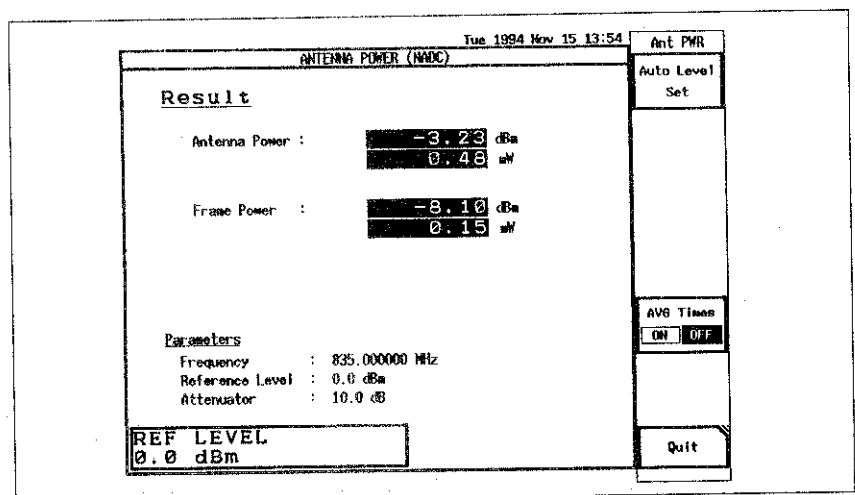 Tue 1994 Nov 15 13:54
Ant PWR
ANTENNA POWER (NADC)
Auto Level
Set
Result
Antenna Power : -3.23 dBm
0.48 mW
Frame Power : -8.10 dBm
0.15 mW
AVG Times
ON OFF
Parameters
Frequency : 835.000000 MHz
Reference Level : 0.0 dBm
Attenuator : 10.0 dB
REF LEVEL
0.0 dBm
Quit